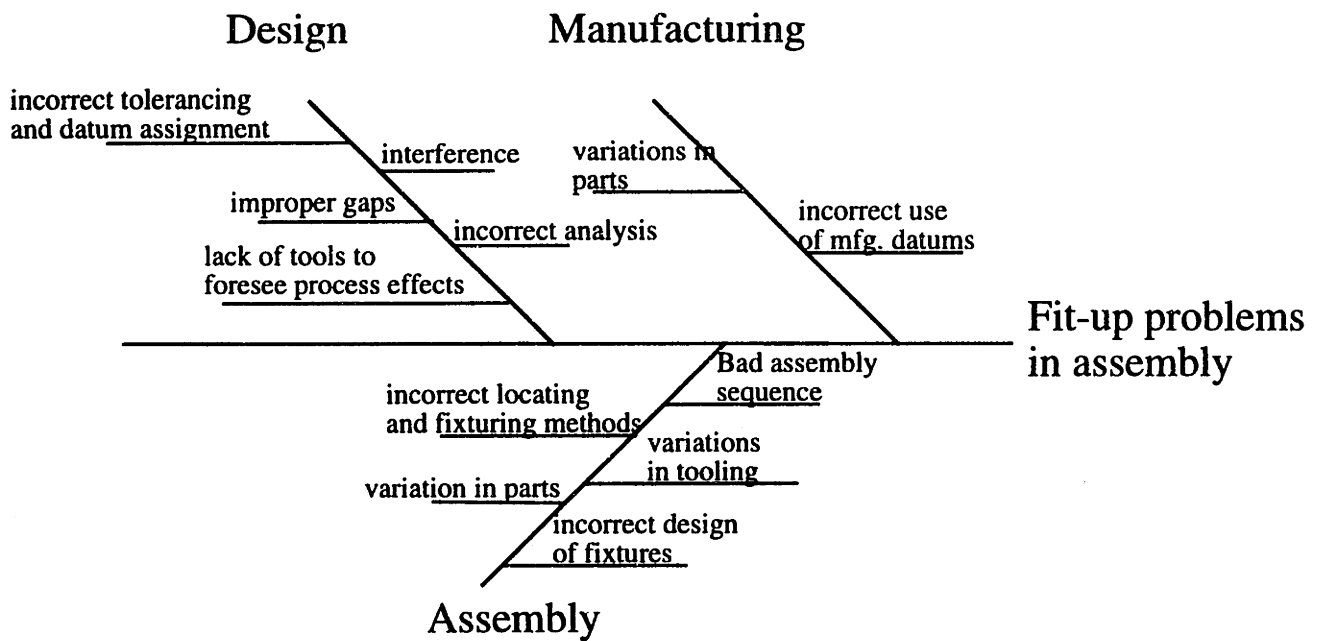 Design
Manufacturing
incorrect tolerancing
and datum assignment
interference
improper gaps
incorrect analysis
lack of tools to
foresee process effects
variations in
parts
incorrect use
of mfg. datums
Fit-up problems
in assembly
Bad assembly
sequence
incorrect locating
and fixturing methods
variations
in tooling
variation in parts
incorrect design
of fixtures
Assembly